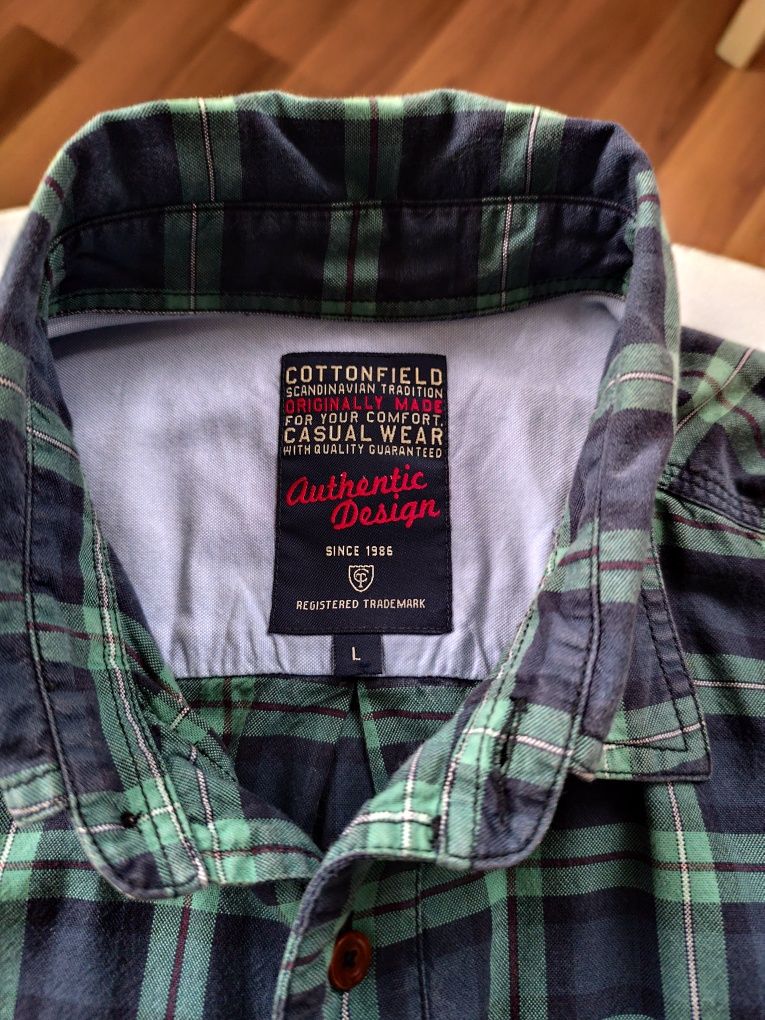 COTTONFIELD
SCANDINAVIAN TRADITION
ORIGINALLY MADE
FOR YOUR COMFORT
CASUAL WEAR
WITH QUALITY GUARANTEED
Authentic
Design
SINCE 1986
REGISTERED TRADEMARK
L